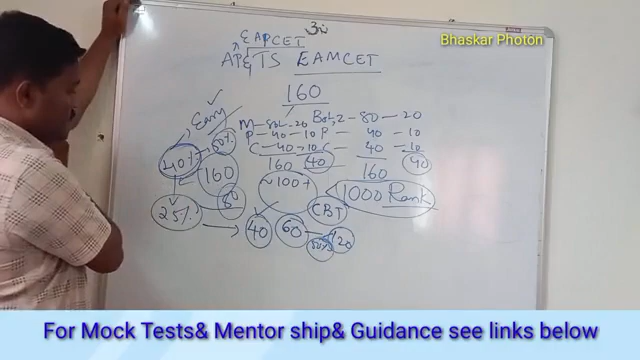 Bhaskar Photon
EAPCET
AP & TS EAMCET
160
Easy
M - 80 - 20 Bot, Z - 80 - 20
P - 40 - 10 P - 40 - 10
C - 40 - 10 C - 40 - 10
160 40 160 40
40% 50%
160
80
25%
~100+
1000 Rank
CBT
40 60 50% 20
For Mock Tests& Mentor ship& Guidance see links below